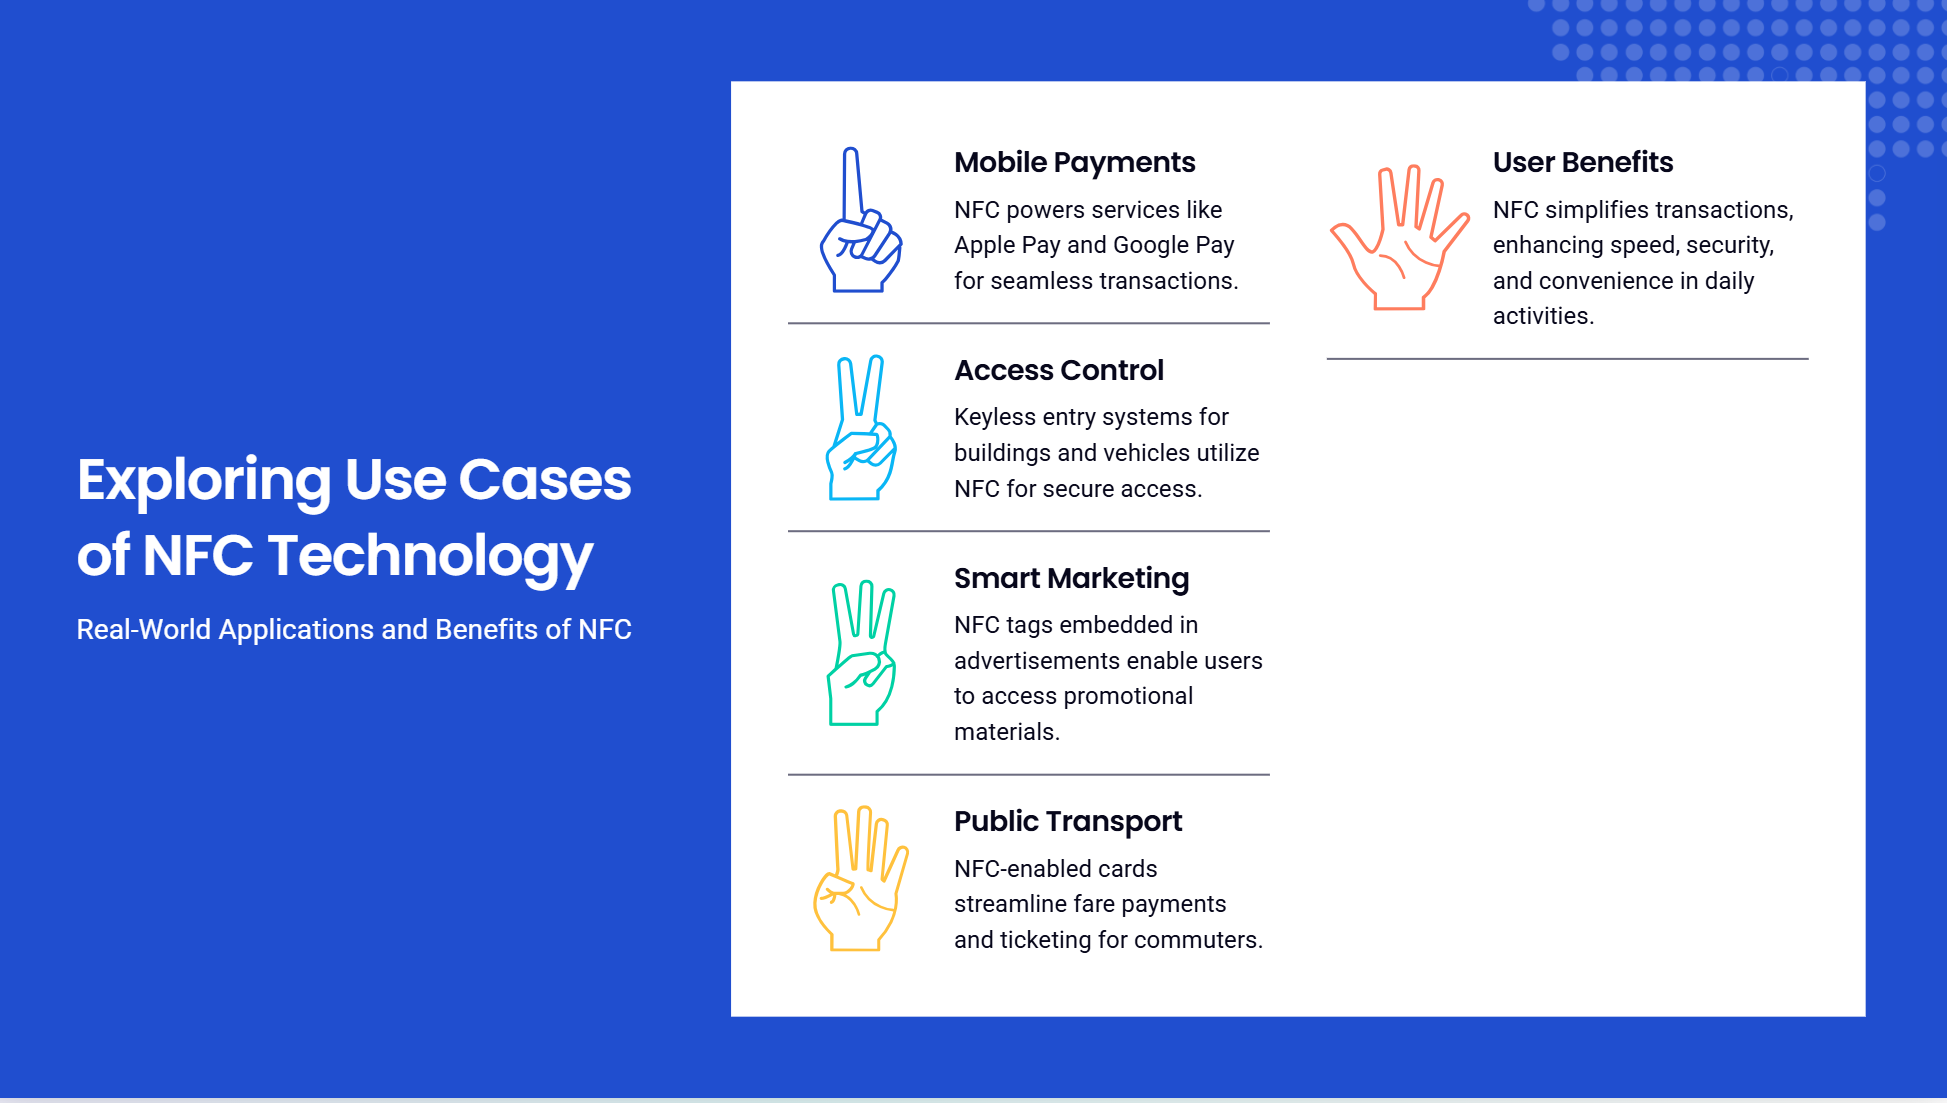 Exploring Use Cases
of NFC Technology
Real-World Applications and Benefits of NFC
Mobile Payments
NFC powers services like
Apple Pay and Google Pay
for seamless transactions.
Access Control
Keyless entry systems for
buildings and vehicles utilize
NFC for secure access.
Smart Marketing
NFC tags embedded in
advertisements enable users
to access promotional
materials.
Public Transport
NFC-enabled cards
streamline fare payments
and ticketing for commuters.
User Benefits
NFC simplifies transactions,
enhancing speed, security,
and convenience in daily
activities.